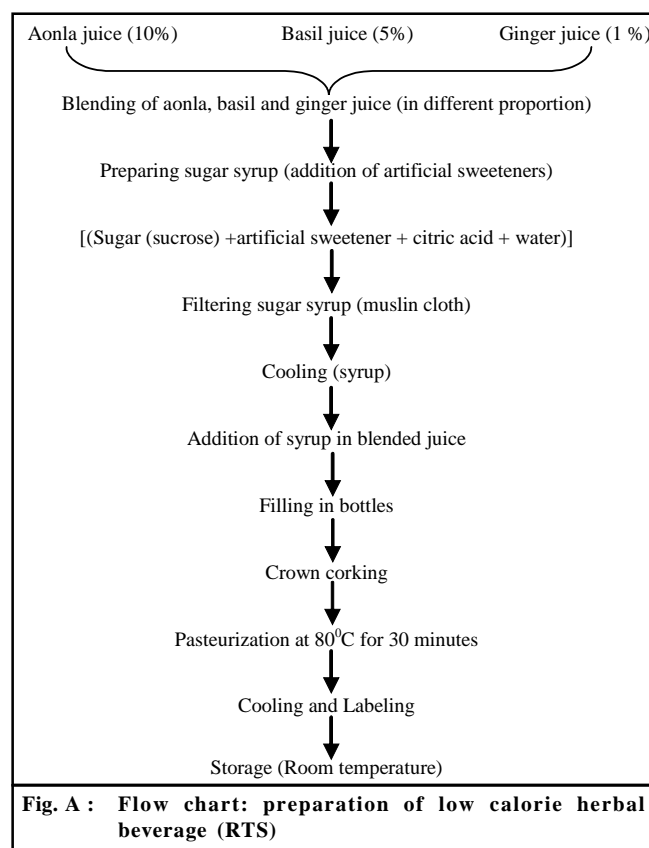 Aonla juice (10%) Basil juice (5%) Ginger juice (1 %)
Blending of aonla, basil and ginger juice (in different proportion)
Preparing sugar syrup (addition of artificial sweeteners)
[(Sugar (sucrose) +artificial sweetener + citric acid + water)]
Filtering sugar syrup (muslin cloth)
Cooling (syrup)
Addition of syrup in blended juice
Filling in bottles
Crown corking
Pasteurization at 80⁰C for 30 minutes
Cooling and Labeling
Storage (Room temperature)
Fig. A : Flow chart: preparation of low calorie herbal
beverage (RTS)